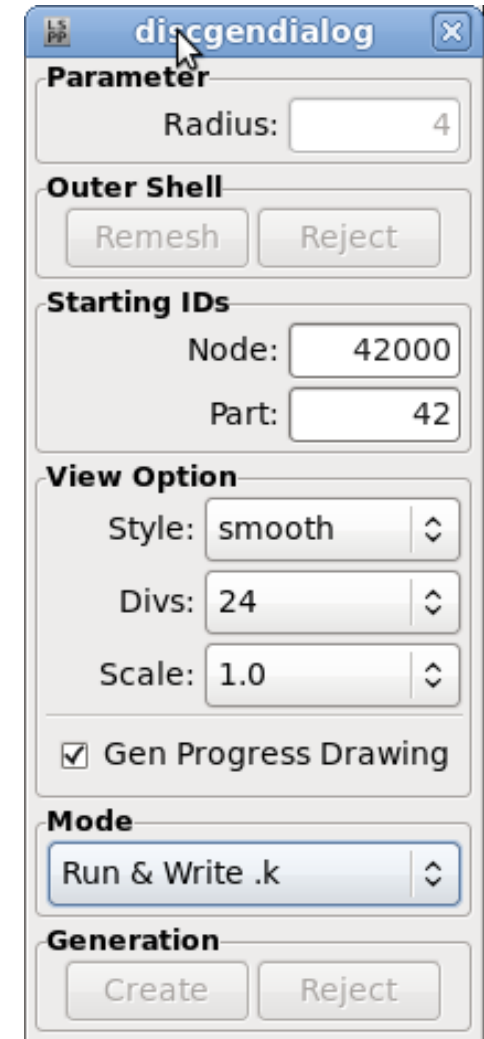 LS
PP
discgendialog
Parameter
Radius: 4
Outer Shell
Remesh Reject
Starting IDs
Node: 42000
Part: 42
View Option
Style: smooth
Divs: 24
Scale: 1.0
Gen Progress Drawing
Mode
Run & Write .k
Generation
Create Reject